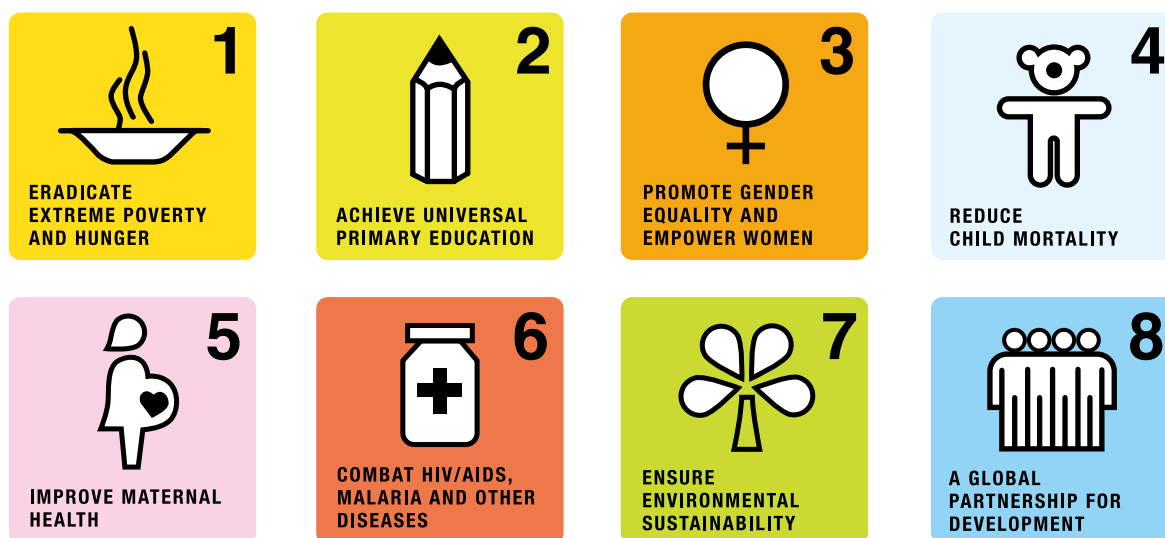 1
ERADICATE
EXTREME POVERTY
AND HUNGER
2
ACHIEVE UNIVERSAL
PRIMARY EDUCATION
3
PROMOTE GENDER
EQUALITY AND
EMPOWER WOMEN
4
REDUCE
CHILD MORTALITY
5
IMPROVE MATERNAL
HEALTH
6
COMBAT HIV/AIDS,
MALARIA AND OTHER
DISEASES
7
ENSURE
ENVIRONMENTAL
SUSTAINABILITY
8
A GLOBAL
PARTNERSHIP FOR
DEVELOPMENT